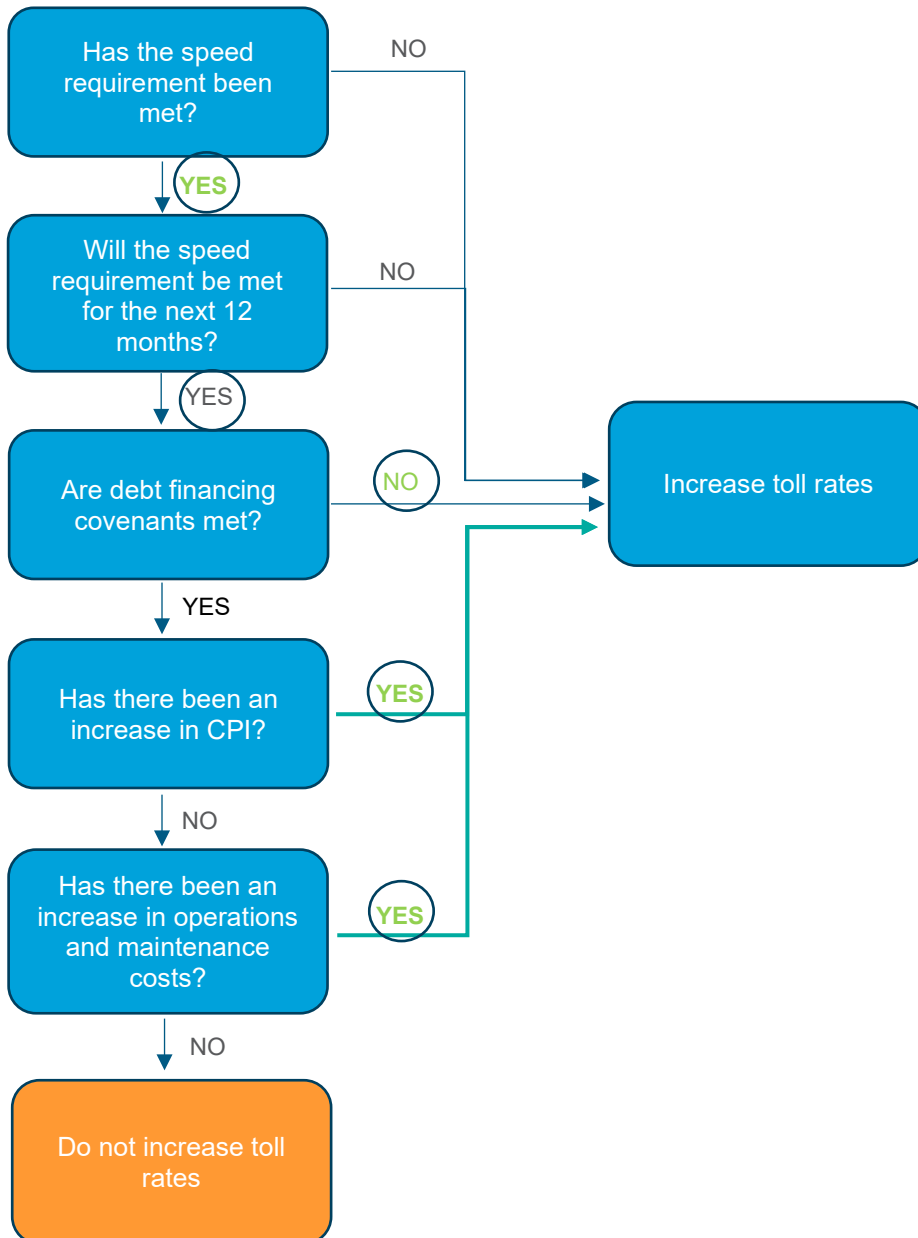 Has the speed
requirement been
met?
NO
YES
Will the speed
requirement be met
for the next 12
months?
NO
YES
Are debt financing
covenants met?
NO
Increase toll rates
YES
Has there been an
increase in CPI?
YES
NO
Has there been an
increase in operations
and maintenance
costs?
YES
NO
Do not increase toll
rates